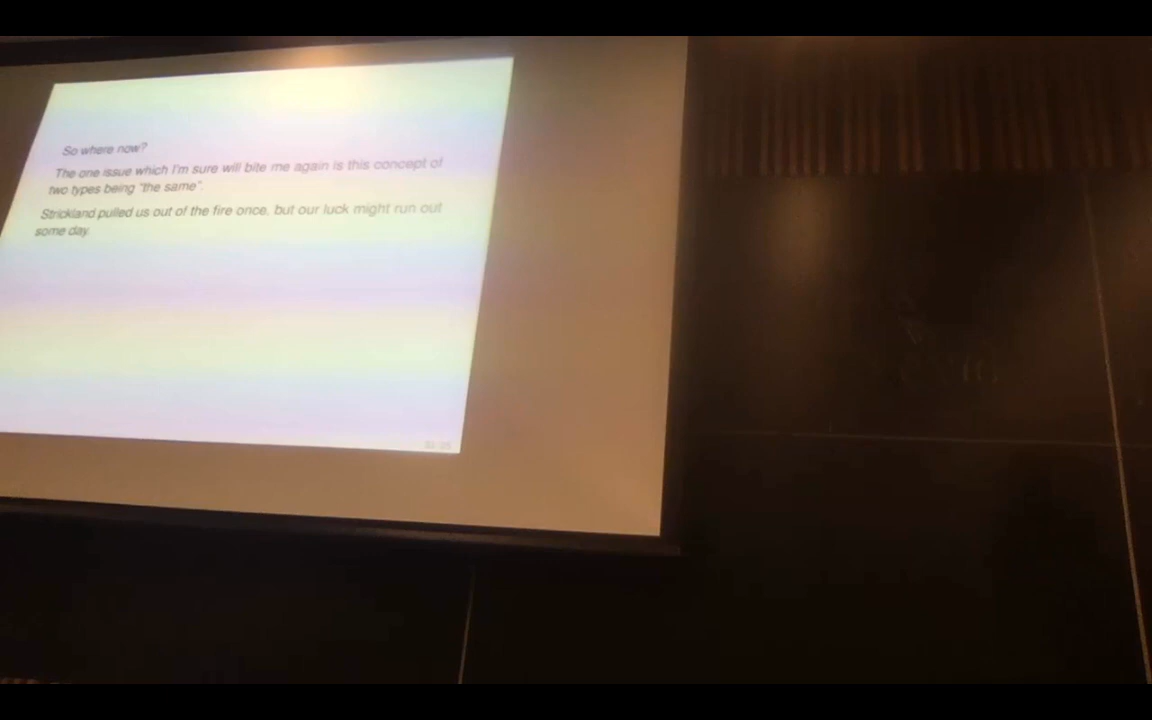 So where now?
The one issue which I'm sure will bite me again is this concept of
two types being "the same".
Strickland pulled us out of the fire once, but our luck might run out
some day.